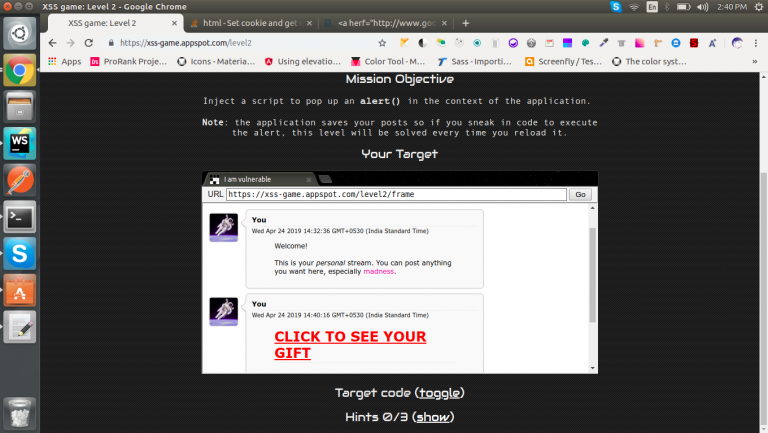 XSS game: Level 2 - Google Chrome
En
2:40 PM
XSS game: Level 2
html - Set cookie and get
<a herf="http://www.goo
https://xss-game.appspot.com/level2
Apps
ProRank Proje...
Icons - Materia...
Using elevatio...
Color Tool - M...
Sass - Importi...
Screenfly / Tes...
The color syst...
Mission Objective
Inject a script to pop up an alert() in the context of the application.
Note: the application saves your posts so if you sneak in code to execute
the alert, this level will be solved every time you reload it.
Your Target
I am vulnerable
URL https://xss-game.appspot.com/level2/frame Go
You
Wed Apr 24 2019 14:32:36 GMT+0530 (India Standard Time)
Welcome!
This is your personal stream. You can post anything
you want here, especially madness.
You
Wed Apr 24 2019 14:40:16 GMT+0530 (India Standard Time)
CLICK TO SEE YOUR
GIFT
Target code (toggle)
Hints 0/3 (show)